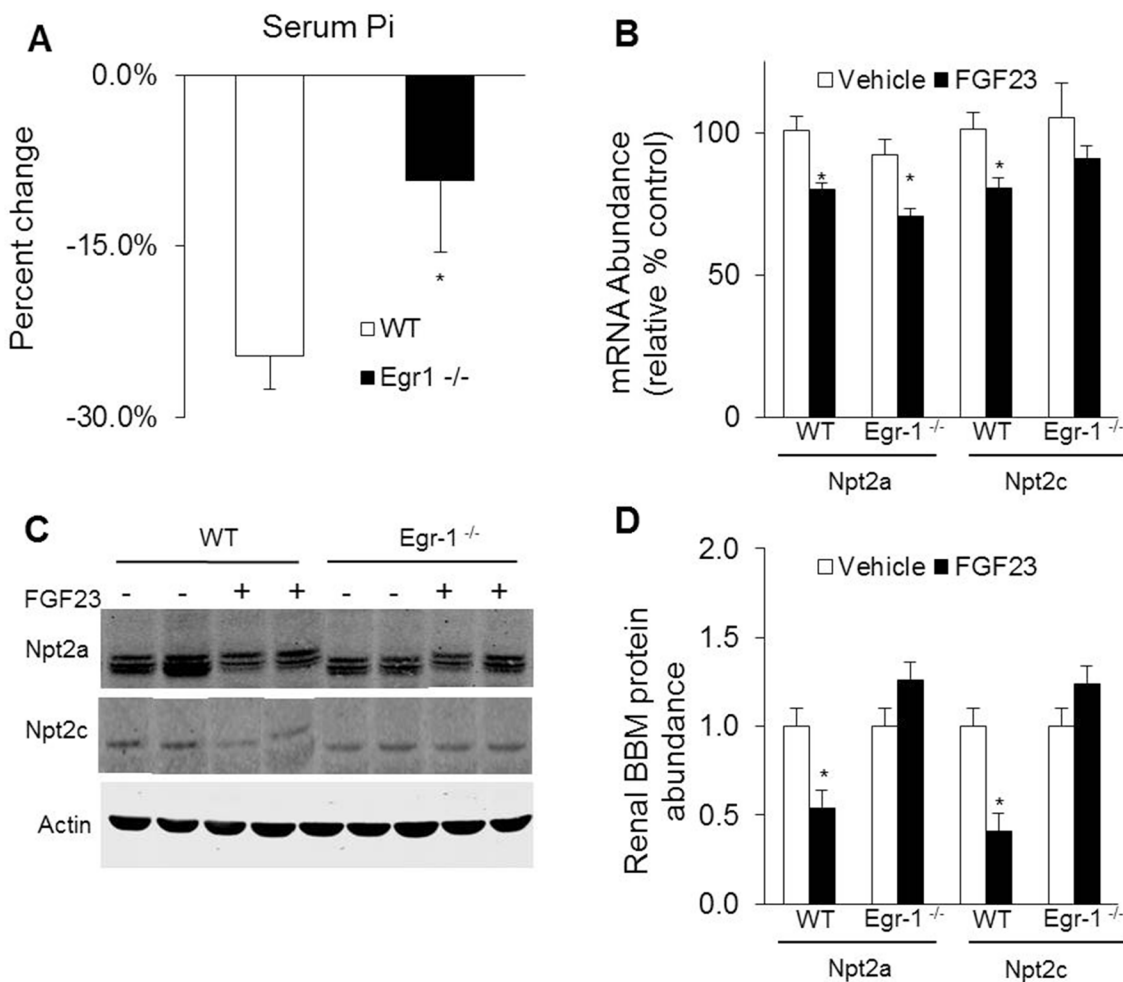 A
Serum Pi
0.0%
-15.0%
-30.0%
Percent change
*
WT
Egr1 -/-
B
Vehicle FGF23
100
50
0
mRNA Abundance
(relative % control)
* * *
WT Egr-1 -/- WT Egr-1 -/-
Npt2a Npt2c
C
WT Egr-1 -/-
FGF23 - - + + - - + +
Npt2a
Npt2c
Actin
D
2.0
1.5
1.0
0.5
0.0
Vehicle FGF23
Renal BBM protein
abundance
* *
WT Egr-1 -/- WT Egr-1 -/-
Npt2a Npt2c